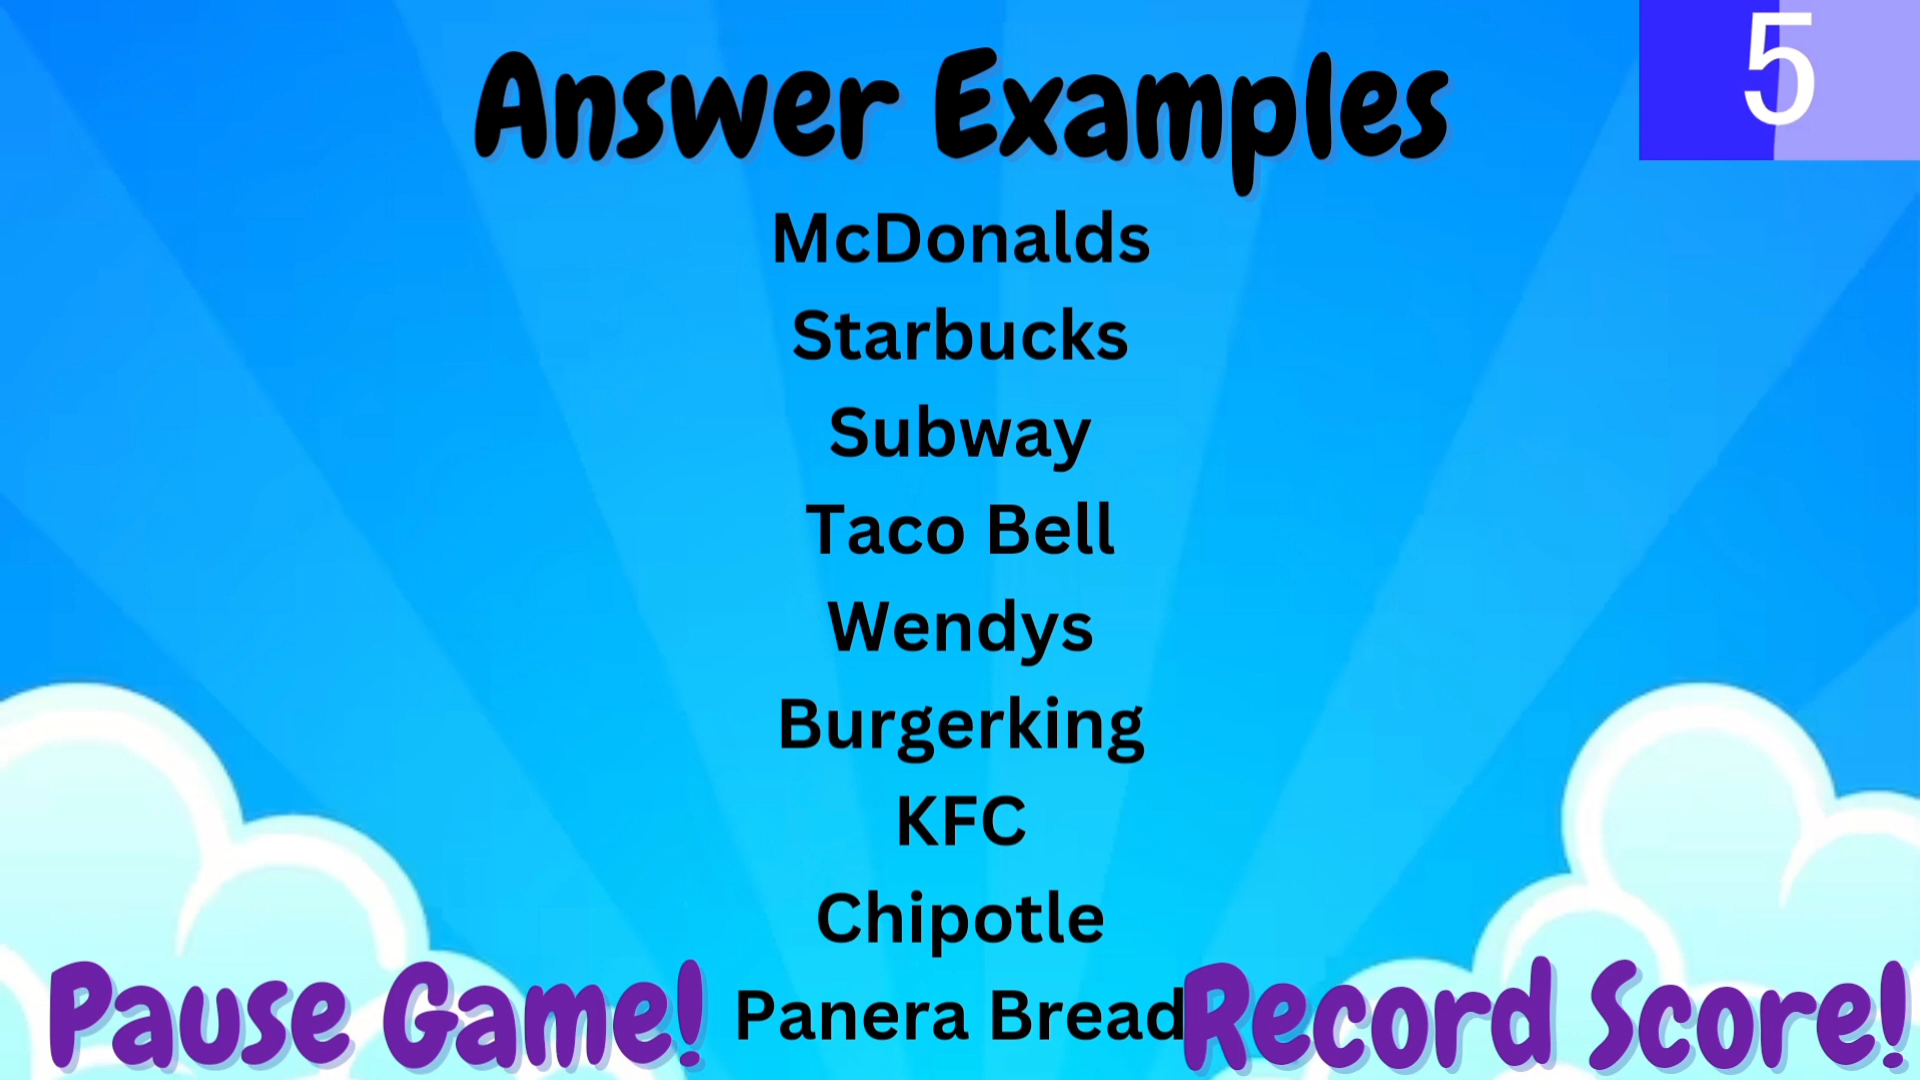 Answer Examples
5
McDonalds
Starbucks
Subway
Taco Bell
Wendys
Burgerking
KFC
Chipotle
Pause Game! Panera Bread Record Score!